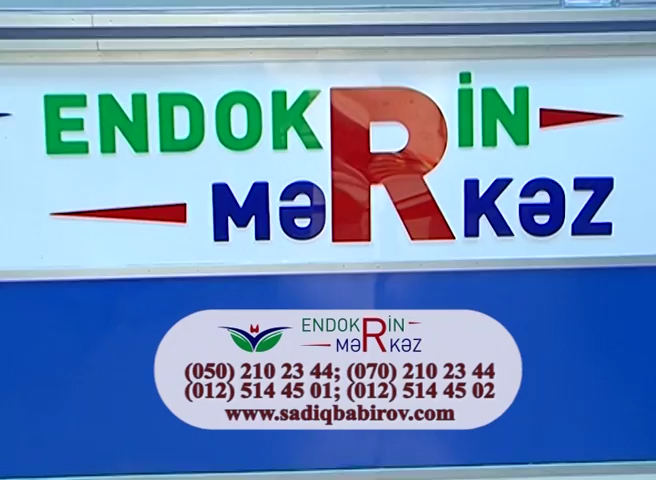 ENDOKRİN
MƏRKƏZ
ENDOKRİN
MƏRKƏZ
(050) 210 23 44; (070) 210 23 44
(012) 514 45 01; (012) 514 45 02
www.sadiqbabirov.com